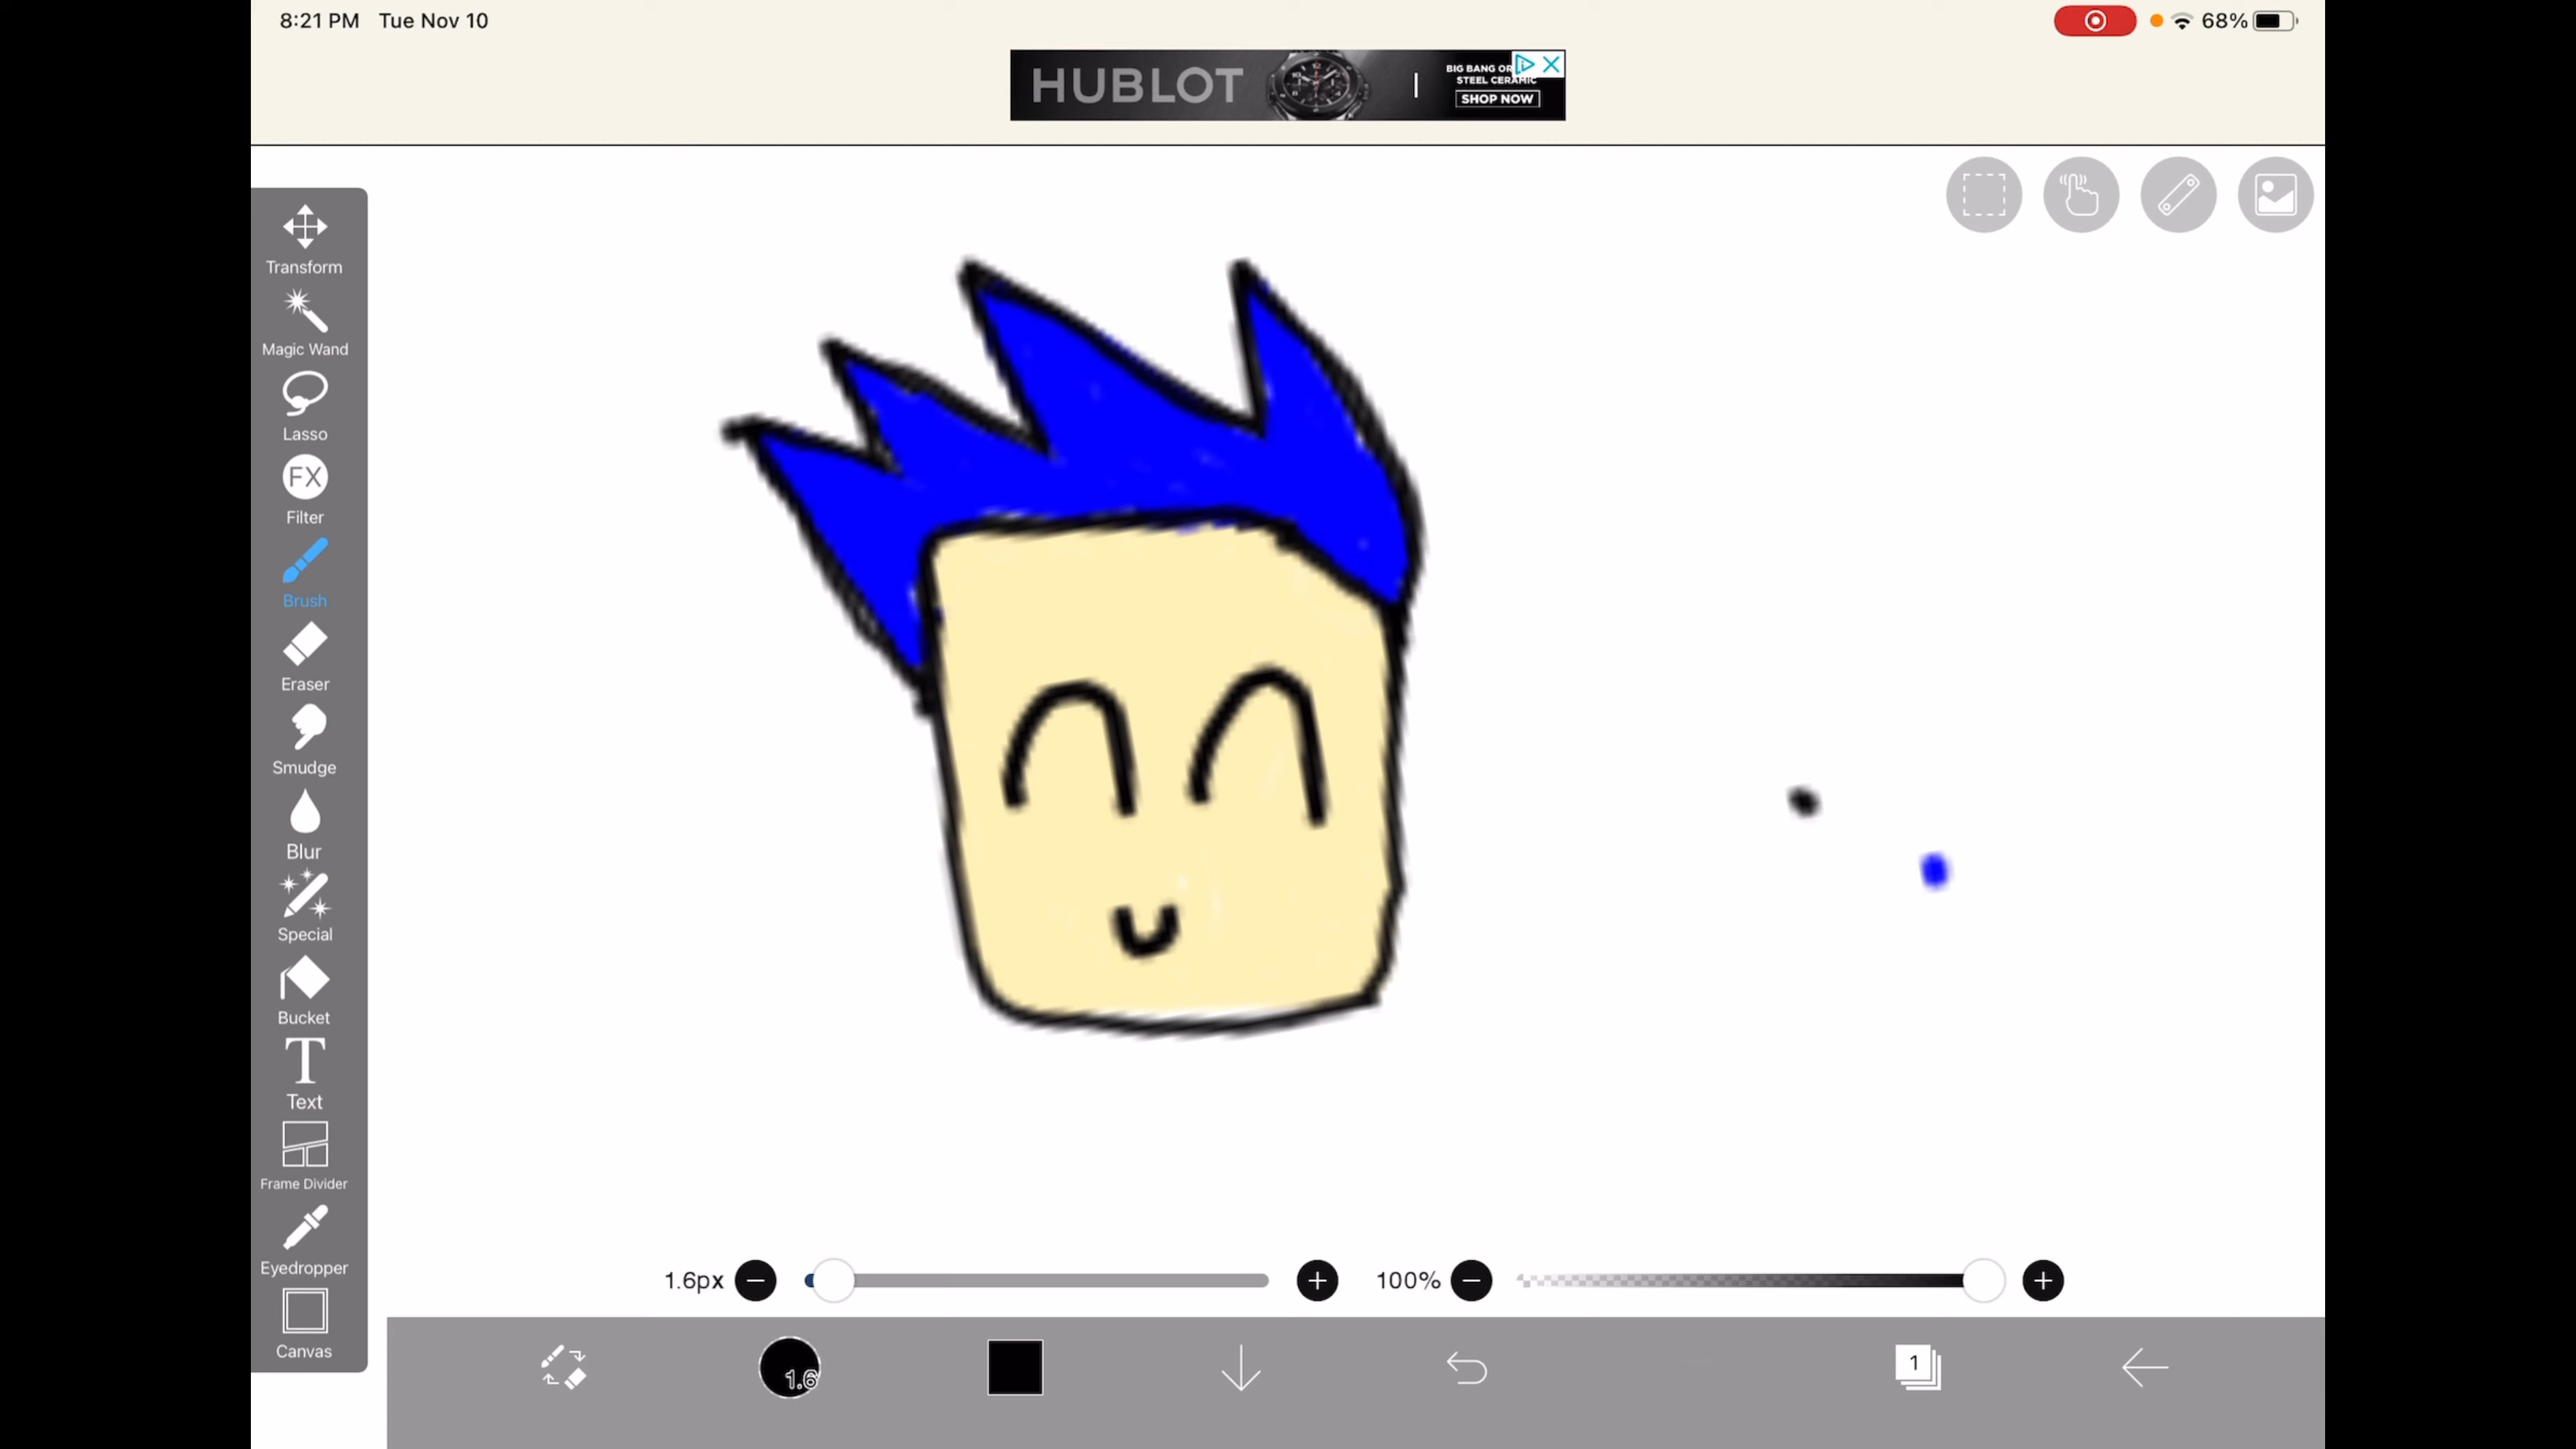 8:21 PM Tue Nov 10
68%
HUBLOT
BIG BANG OR
STEEL CERAMIC
SHOP NOW
Transform
Magic Wand
Lasso
FX
Filter
Brush
Eraser
Smudge
Blur
Special
Bucket
T
Text
Frame Divider
Eyedropper
Canvas
1.6px
100%
1.6
1